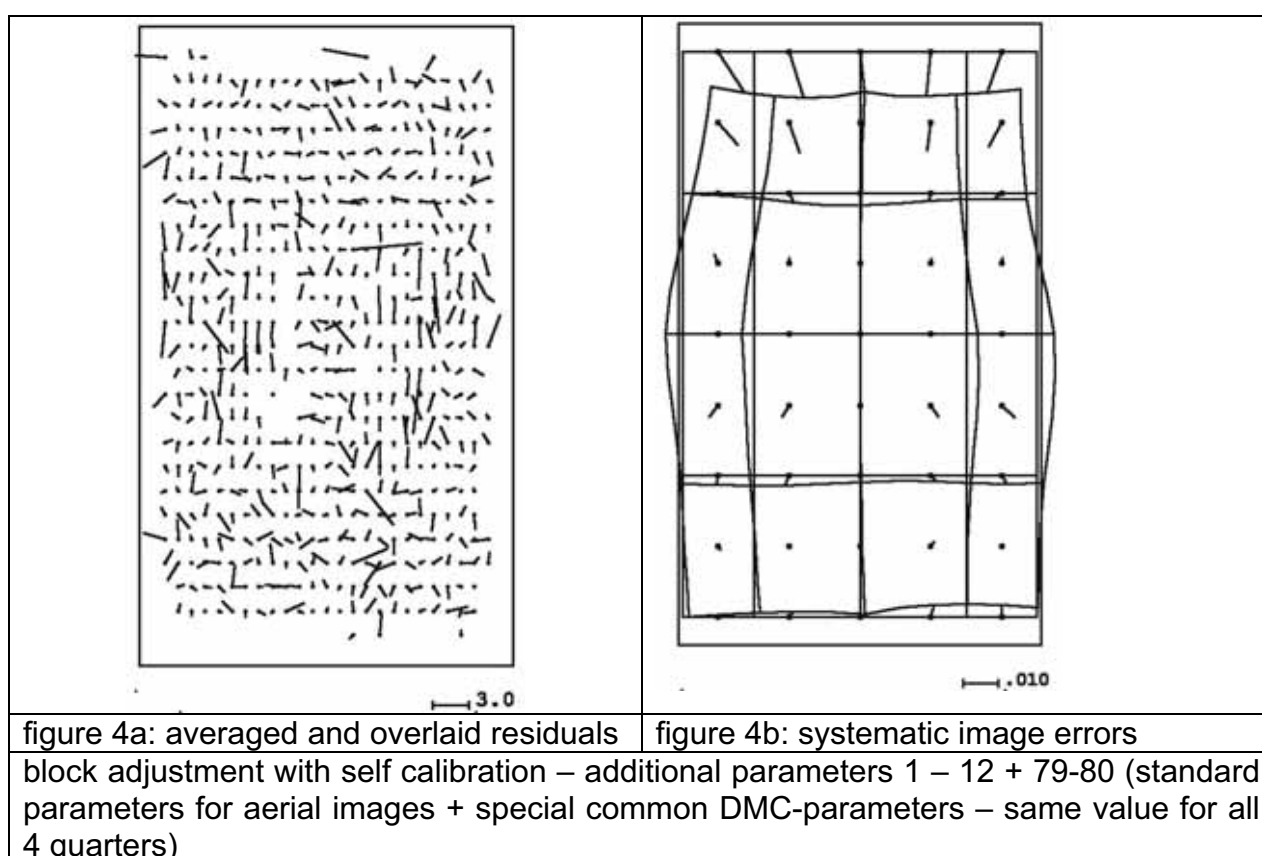 3.0
.010
figure 4a: averaged and overlaid residuals
figure 4b: systematic image errors
block adjustment with self calibration – additional parameters 1 – 12 + 79-80 (standard
parameters for aerial images + special common DMC-parameters – same value for all
4 quarters)